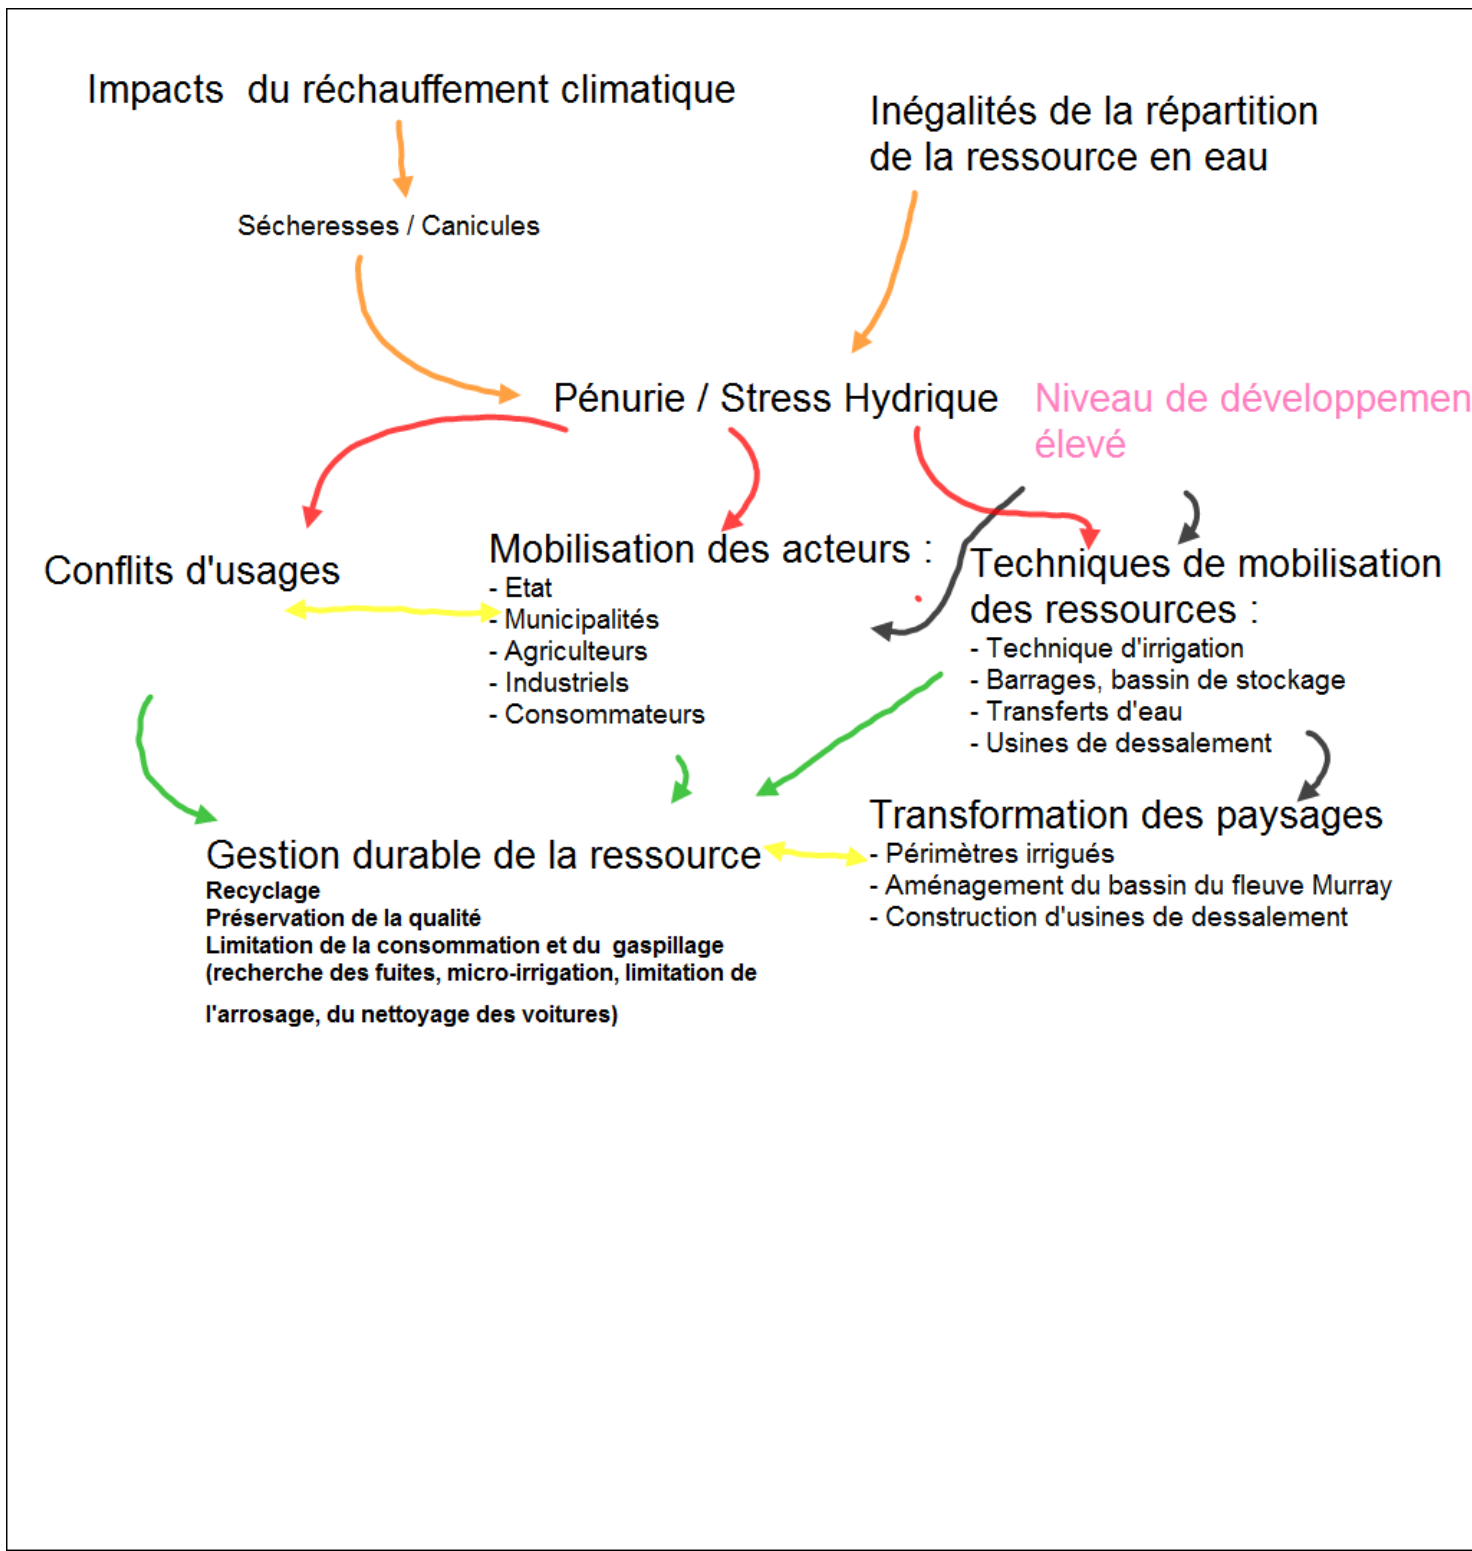 Impacts  du réchauffement climatique
Inégalités de la répartition
de la ressource en eau
Sécheresses / Canicules
Pénurie / Stress Hydrique
Niveau de développemen
élevé
Conflits d'usages
Mobilisation des acteurs :
- Etat
- Municipalités
- Agriculteurs
- Industriels
- Consommateurs
Techniques de mobilisation
des ressources :
- Technique d'irrigation
- Barrages, bassin de stockage
- Transferts d'eau
- Usines de dessalement
Gestion durable de la ressource
Recyclage
Préservation de la qualité
Limitation de la consommation et du  gaspillage
(recherche des fuites, micro-irrigation, limitation de
l'arrosage, du nettoyage des voitures)
Transformation des paysages
- Périmètres irrigués
- Aménagement du bassin du fleuve Murray
- Construction d'usines de dessalement